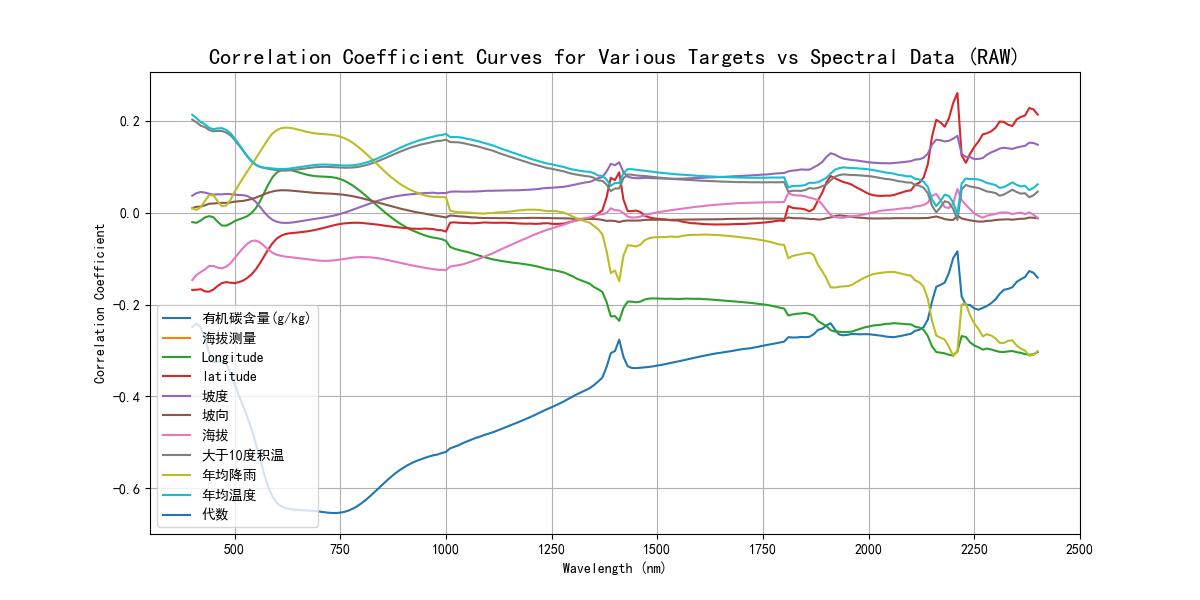 Correlation Coefficient Curves for Various Targets vs Spectral Data (RAW)
Correlation Coefficient
0.2
0.0
-0.2
-0.4
-0.6
有机碳含量(g/kg)
海拔测量
Longitude
latitude
坡度
坡向
海拔
大于10度积温
年均降雨
年均温度
代数
500
750
1000
1250
1500
1750
2000
2250
2500
Wavelength (nm)